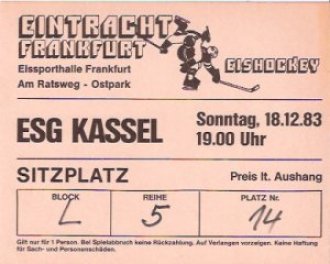 EINTRACHT
FRANKFURT
Eissporthalle Frankfurt
Am Ratsweg - Ostpark
EISHOCKEY
ESG KASSEL
Sonntag, 18.12.83
19.00 Uhr
SITZPLATZ
Preis lt. Aushang
BLOCK
L
REIHE
5
PLATZ Nr.
14
Gilt nur für 1 Person. Bei Spielabbruch keine Rückzahlung. Auf Verlangen vorzeigen. Keine Haftung
für Sach- und Personenschäden.